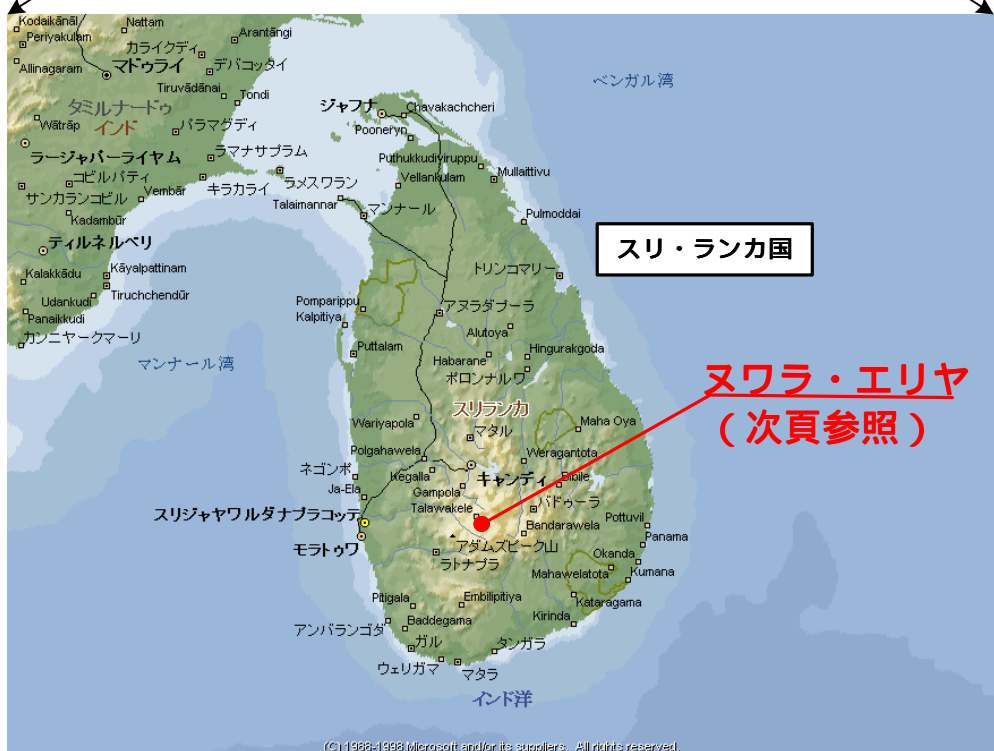 Kodaikānāl
Nattam
Periyakulam
Arantāngi
カライクディ
Allinagaram
マドゥライ
デバコッタイ
ベンガル湾
Tiruvādānai
Tondi
タミルナードゥ
ジャフナ
Chavakachcheri
Wātrāp
インド
パラマグディ
Pooneryn
ラージャパーライヤム
ラマナサプラム
Puthukkudiyiruppu
コビルパティ
ラメスワラン
Vellankulam
Mullaittivu
サンカランコビル
Vembār
キラカライ
Talaimannar
マンナール
Kadambūr
Pulmoddai
ティルネルベリ
スリ・ランカ国
Kalakkādu
Kāyalpattinam
トリンコマリー
Udankudi
Tiruchchendūr
Pomparippu
アヌラダプーラ
Panaikkudi
Kalpitiya
カンニヤークマーリ
Alutoya
Puttalam
Hingurakgoda
マンナール湾
Habarane
ポロンナルワ
ヌワラ・エリヤ
(次頁参照)
スリランカ
Wariyapola
マタル
Maha Oya
Polgahawela
Weragantota
ネゴンボ
Kegalla
キャンディ
Bibile
Ja-Ela
Gampola
バドゥーラ
スリジャヤワルダナプラコッテ
Talawakele
Bandarawela
Pottuvil
モラトゥワ
アダムズピーク山
Panama
ラトナプラ
Okanda
Mahawelatota
Kumana
Pitigala
Embilipitiya
Kataragama
アンバランゴダ
Baddegama
Kirinda
ガル
タンガラ
ウェリガマ
マタラ
インド洋
(C) 1988-1998 Microsoft and/or its suppliers. All rights reserved.